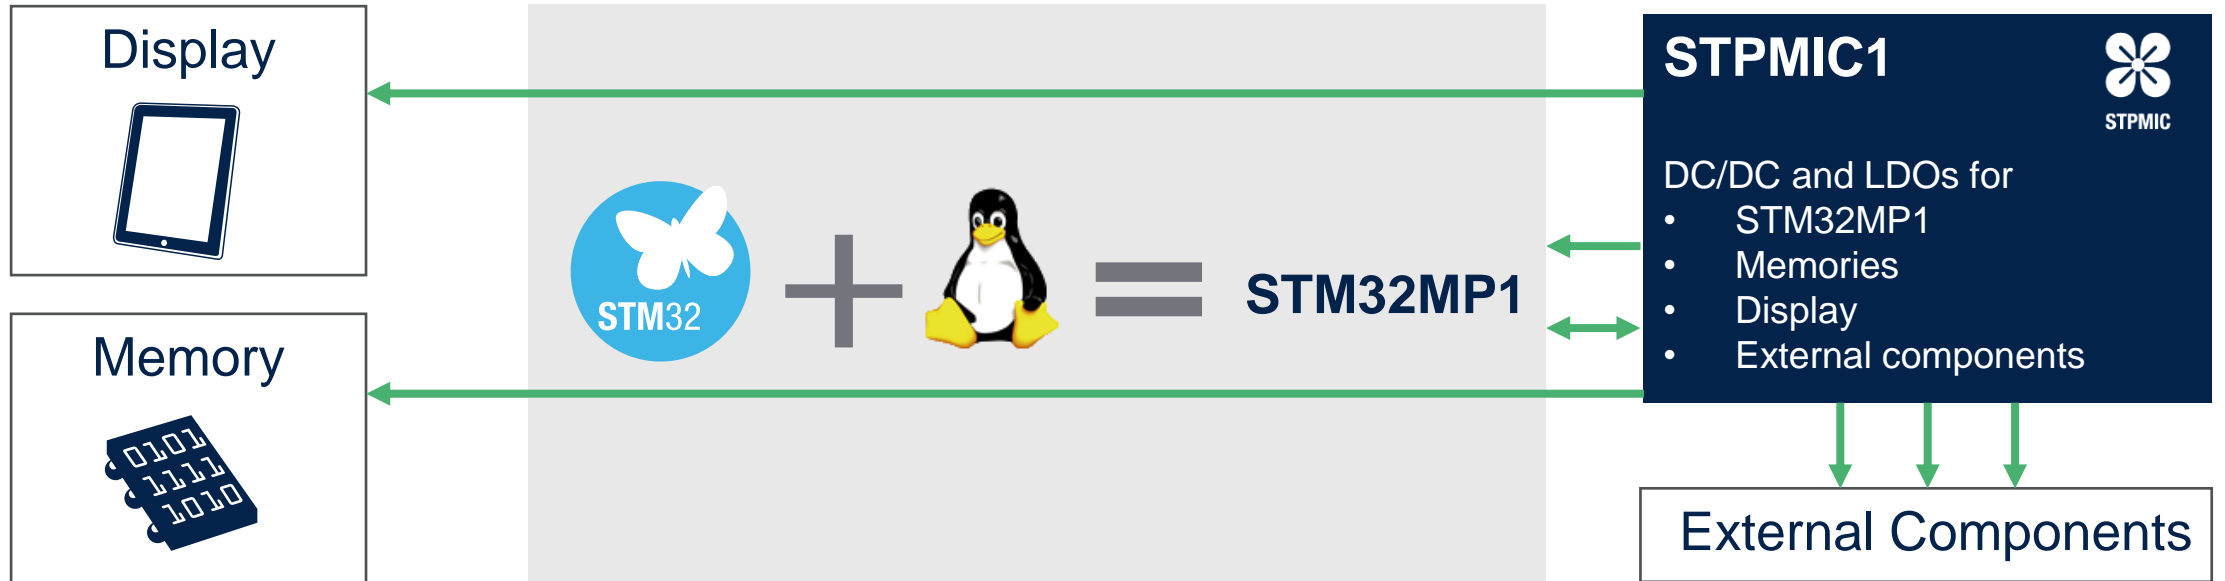 Display
Memory
0101
1111
1010
STM32
STM32MP1
STPMIC1
STPMIC
DC/DC and LDOs for
• STM32MP1
• Memories
• Display
• External components
External Components